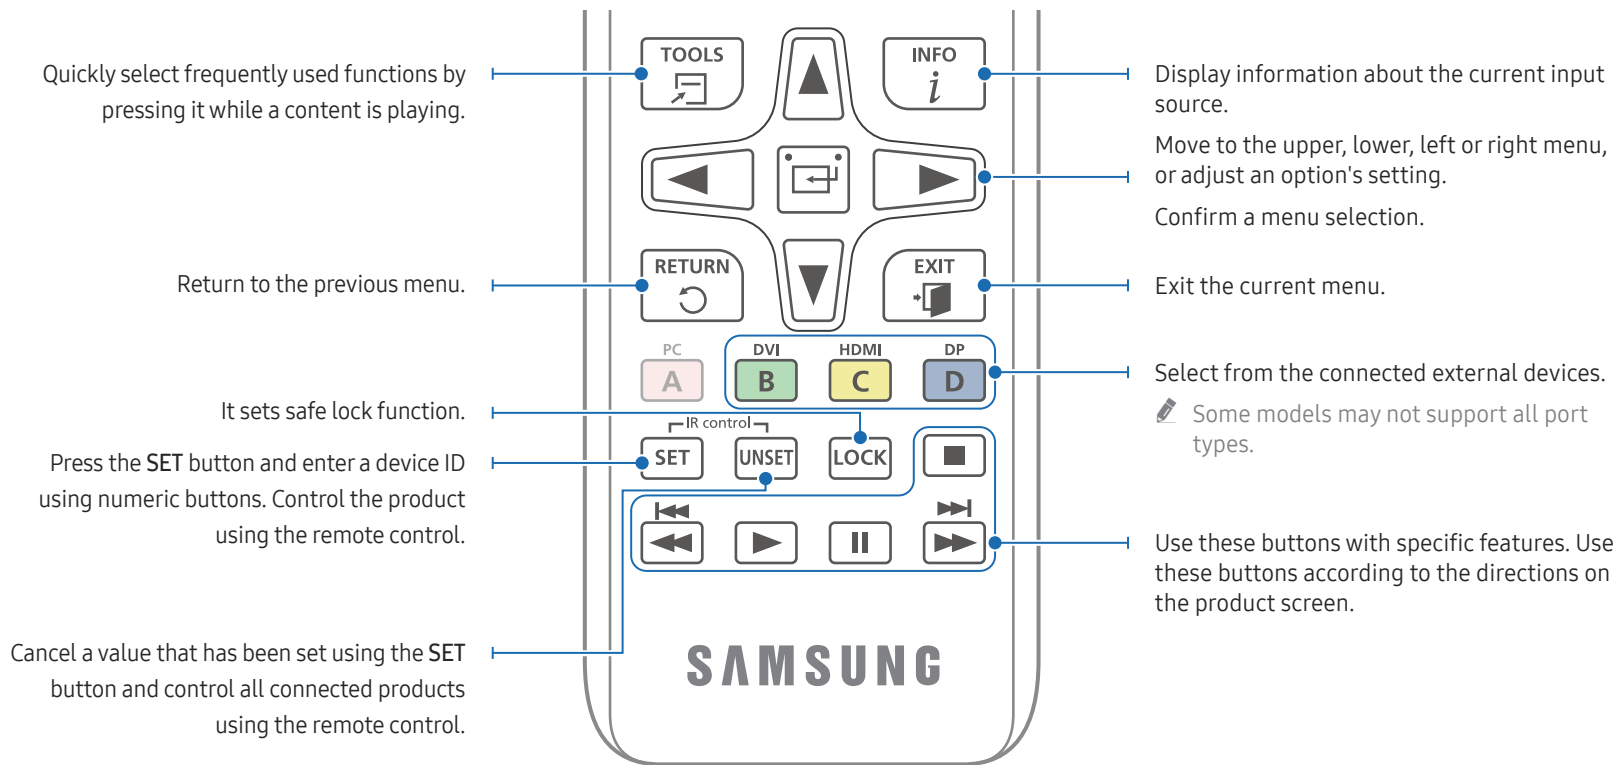 TOOLS
INFO
i
Quickly select frequently used functions by
pressing it while a content is playing.
Display information about the current input
source.
Move to the upper, lower, left or right menu,
or adjust an option's setting.
Confirm a menu selection.
RETURN
EXIT
Return to the previous menu.
Exit the current menu.
PC
DVI
HDMI
DP
A
B
C
D
Select from the connected external devices.
Some models may not support all port
types.
It sets safe lock function.
IR control
SET
UNSET
LOCK
Press the SET button and enter a device ID
using numeric buttons. Control the product
using the remote control.
Use these buttons with specific features. Use
these buttons according to the directions on
the product screen.
Cancel a value that has been set using the SET
button and control all connected products
using the remote control.
SAMSUNG